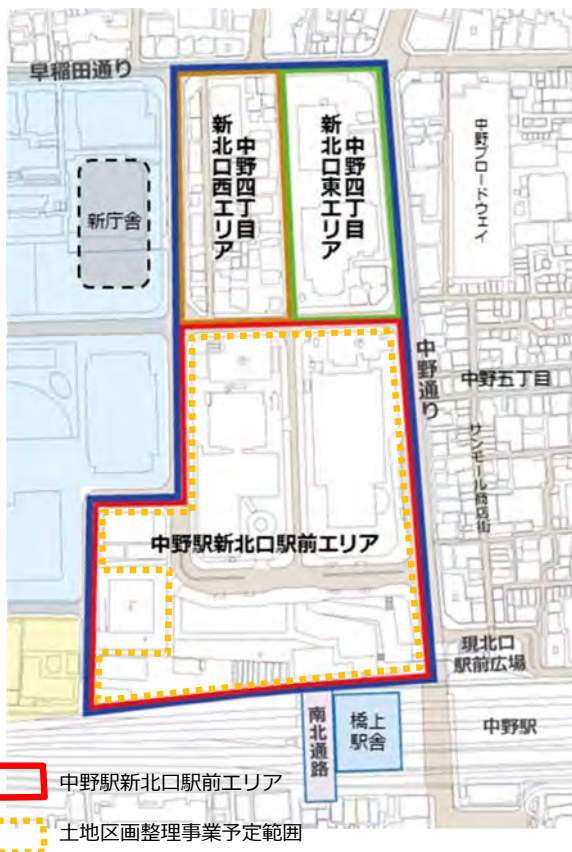 早稲田通り
中野四丁目
新北口西エリア
中野四丁目
新北口東エリア
中野ブロードウェイ
新庁舎
中野通り
中野五丁目
サンモール商店街
中野駅新北口駅前エリア
現北口
駅前広場
南北通路
橋上
駅舎
中野駅
中野駅新北口駅前エリア
土地区画整理事業予定範囲